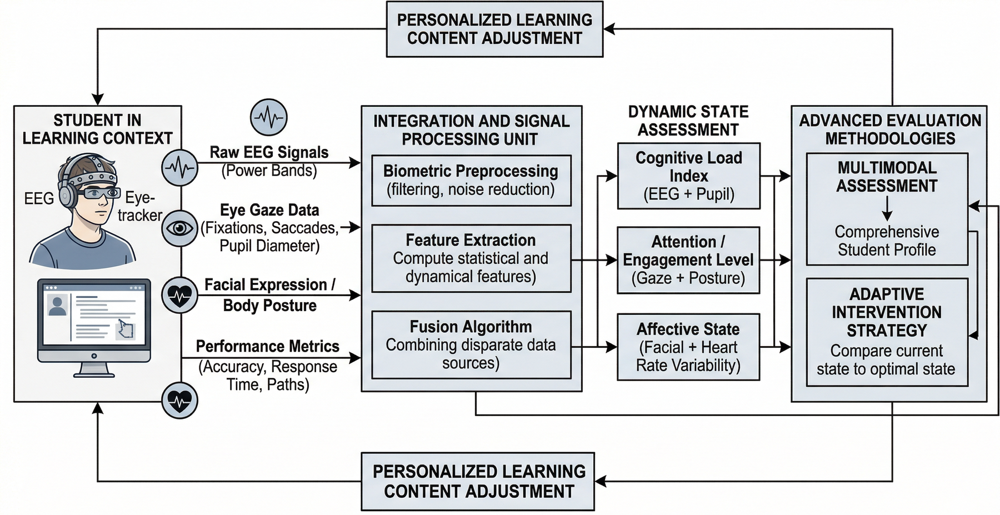 PERSONALIZED LEARNING
CONTENT ADJUSTMENT
STUDENT IN
LEARNING CONTEXT
EEG
Eye-
tracker
Raw EEG Signals
(Power Bands)
Eye Gaze Data
(Fixations, Saccades,
Pupil Diameter)
Facial Expression /
Body Posture
Performance Metrics
(Accuracy, Response
Time, Paths)
INTEGRATION AND SIGNAL
PROCESSING UNIT
Biometric Preprocessing
(filtering, noise reduction)
Feature Extraction
Compute statistical and
dynamical features)
Fusion Algorithm
Combining disparate data
sources)
DYNAMIC STATE
ASSESSMENT
Cognitive Load
Index
(EEG + Pupil)
Attention /
Engagement Level
(Gaze + Posture)
Affective State
(Facial + Heart
Rate Variability)
ADVANCED EVALUATION
METHODOLOGIES
MULTIMODAL
ASSESSMENT
Comprehensive
Student Profile
ADAPTIVE
INTERVENTION
STRATEGY
Compare current
state to optimal state
PERSONALIZED LEARNING
CONTENT ADJUSTMENT